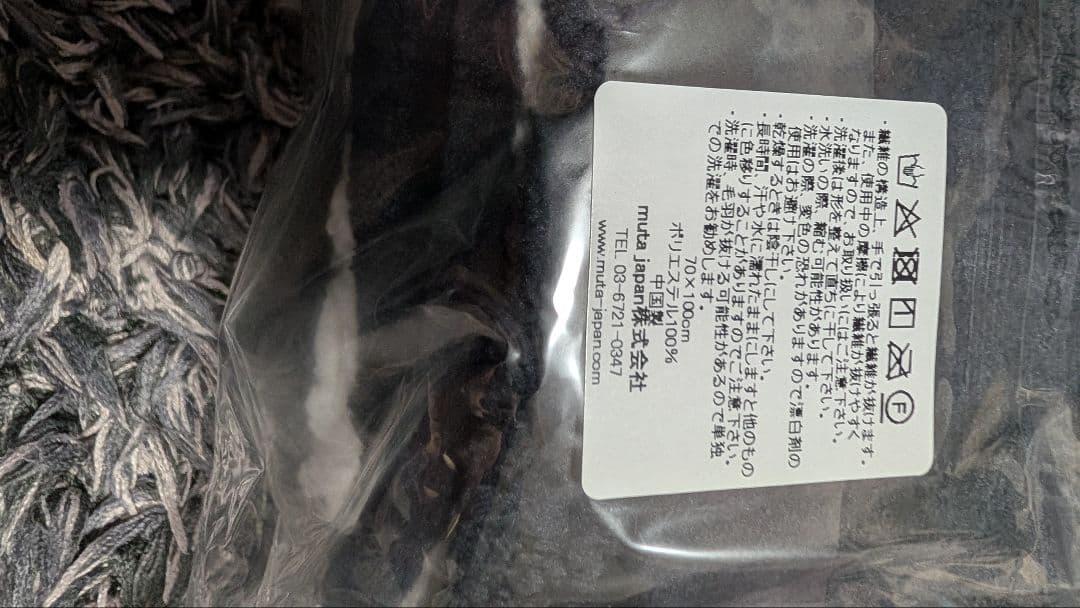 ・繊維の構造上、手で引っ張ると繊維が抜けます。
また、使用中の摩擦により繊維が抜けやすく
なりますので、お取り扱いにはご注意下さい。
・洗濯後は形を整えて直ちに干して下さい。
・水洗いの際、縮む可能性があります。
・洗濯の際、変色の恐れがありますので漂白剤の
使用はお避け下さい。
・乾燥するときは陰干しにして下さい。
・長時間、汗や水に濡れたままにしますと他のもの
に色移りすることがありますのでご注意下さい。
・洗濯時、毛羽が抜ける可能性があるので単独
での洗濯をお勧めします。
70×100cm
ポリエステル100%
中国製
muta japan株式会社
TEL 03-6721-0347
www.muta-japan.com